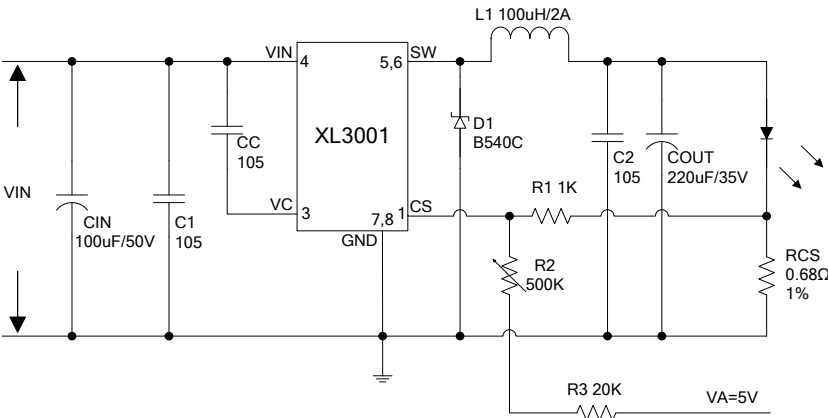 L1 100uH/2A
VIN
4
5,6
SW
XL3001
CC
105
D1
B540C
C2
105
COUT
220uF/35V
VIN
VC
3
7,8
1
CS
GND
R1 1K
CIN
100uF/50V
C1
105
R2
500K
RCS
0.68Ω
1%
R3 20K
VA=5V